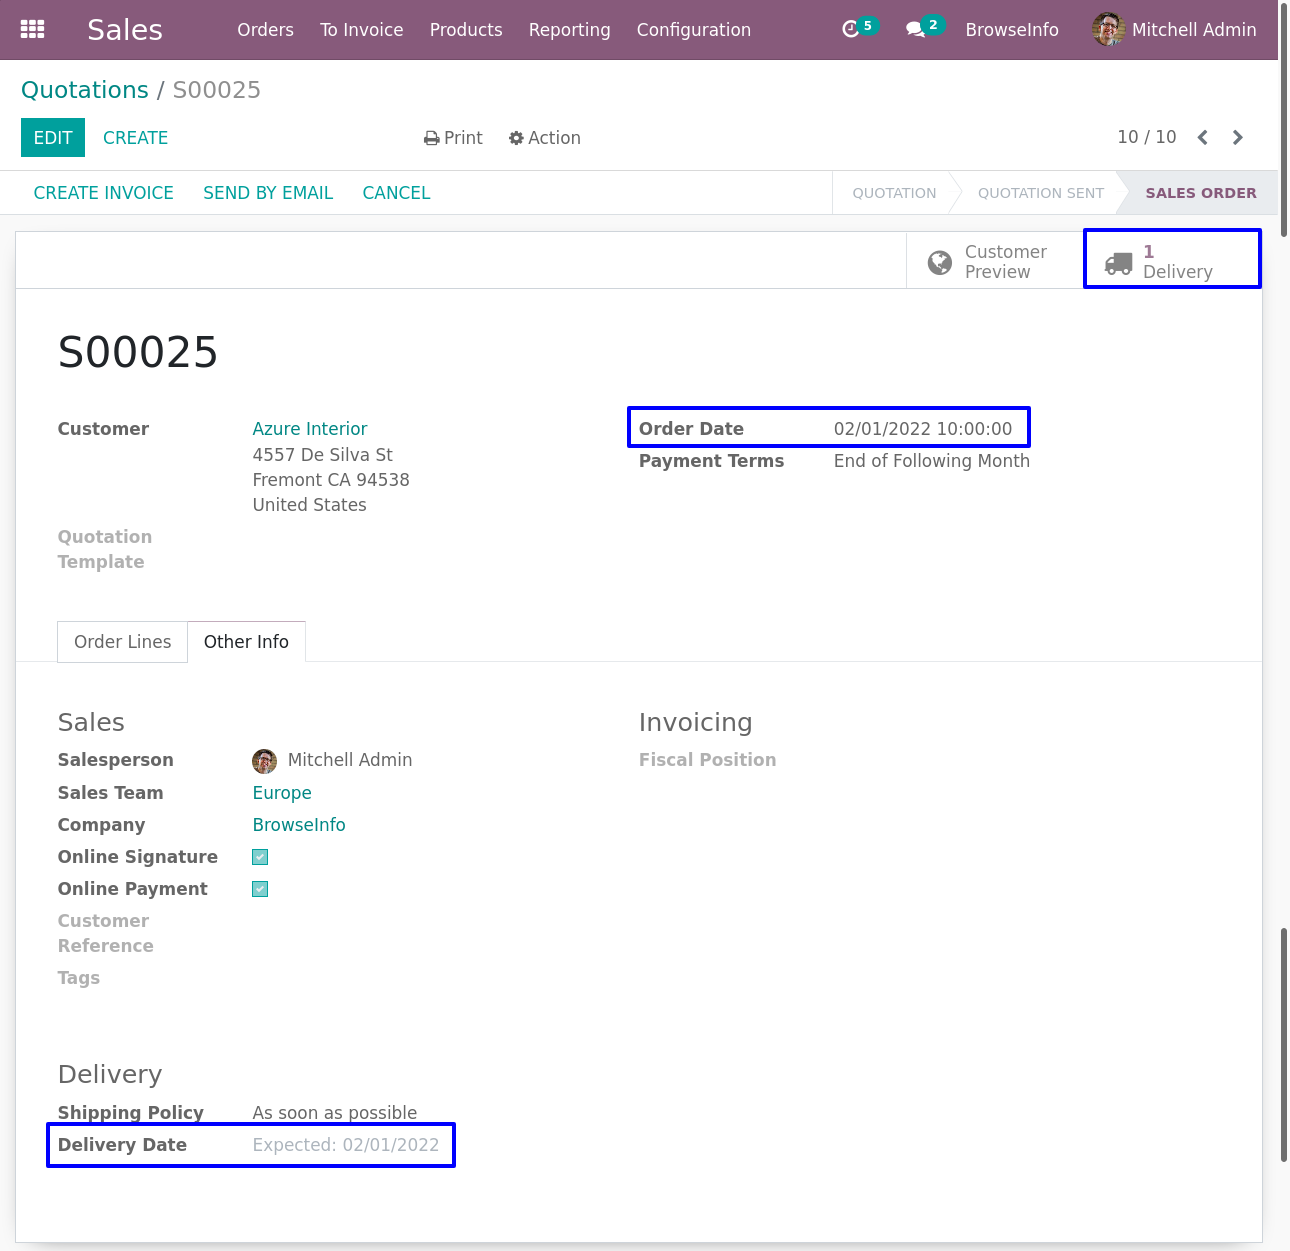 Sales Orders To Invoice Products Reporting Configuration 5 2 BrowseInfo Mitchell Admin
Quotations / S00025
EDIT CREATE Print Action 10 / 10
CREATE INVOICE SEND BY EMAIL CANCEL QUOTATION QUOTATION SENT SALES ORDER
Customer Preview
1 Delivery
S00025
Customer Azure Interior
4557 De Silva St
Fremont CA 94538
United States
Order Date 02/01/2022 10:00:00
Payment Terms End of Following Month
Quotation
Template
Order Lines Other Info
Sales
Salesperson Mitchell Admin
Sales Team Europe
Company BrowseInfo
Online Signature
Online Payment
Customer
Reference
Tags
Invoicing
Fiscal Position
Delivery
Shipping Policy As soon as possible
Delivery Date Expected: 02/01/2022